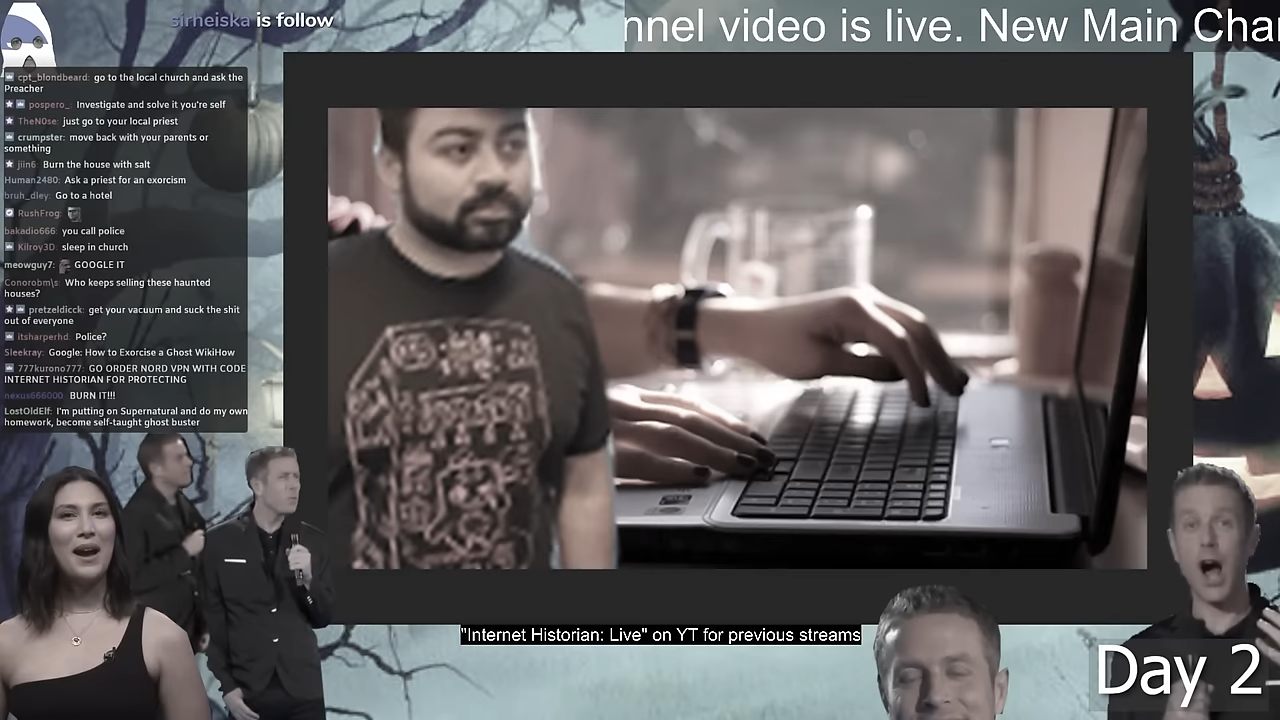 sirheiska is follow
nnel video is live. New Main Cha
cpt_blondbeard: go to the local church and ask the
Preacher
pospero_: Investigate and solve it you're self
TheN0se: just go to your local priest
crumpster: move back with your parents or
something
jiin6: Burn the house with salt
Human2480: Ask a priest for an exorcism
bruh_diey: Go to a hotel
RushFrog:
bakadio666: you call police
Kilroy3D: sleep in church
meowguy7: GOOGLE IT
Conorobm\s: Who keeps selling these haunted
houses?
pretzeldicck: get your vacuum and suck the shit
out of everyone
itsharperhd: Police?
Sleekray: Google: How to Exorcise a Ghost WikiHow
777kurono777: GO ORDER NORD VPN WITH CODE
INTERNET HISTORIAN FOR PROTECTING
nexus666000 BURN IT!!!
LostOldElf: I'm putting on Supernatural and do my own
homework, become self-taught ghost buster
"Internet Historian: Live" on YT for previous streams
Day 2